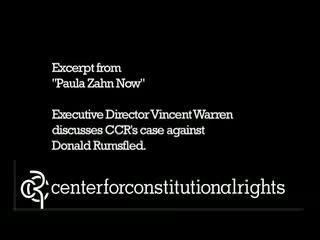 Excerpt from
"Paula Zahn Now"
Executive Director Vincent Warren
discusses CCR's case against
Donald Rumsfled.
centerforconstitutionalrights